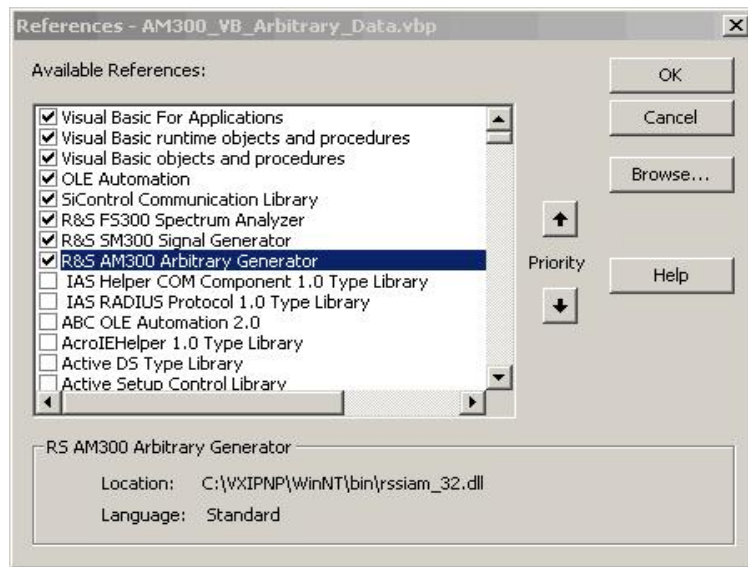 References - AM300_VB_Arbitrary_Data.vbp
Available References:
Visual Basic For Applications
Visual Basic runtime objects and procedures
Visual Basic objects and procedures
OLE Automation
SiControl Communication Library
R&S FS300 Spectrum Analyzer
R&S SM300 Signal Generator
R&S AM300 Arbitrary Generator
IAS Helper COM Component 1.0 Type Library
IAS RADIUS Protocol 1.0 Type Library
ABC OLE Automation 2.0
AcroIEHelper 1.0 Type Library
Active DS Type Library
Active Setup Control Library
OK
Cancel
Browse...
Priority
Help
RS AM300 Arbitrary Generator
Location: C:\VXIPNP\WinNT\bin\rssiam_32.dll
Language: Standard